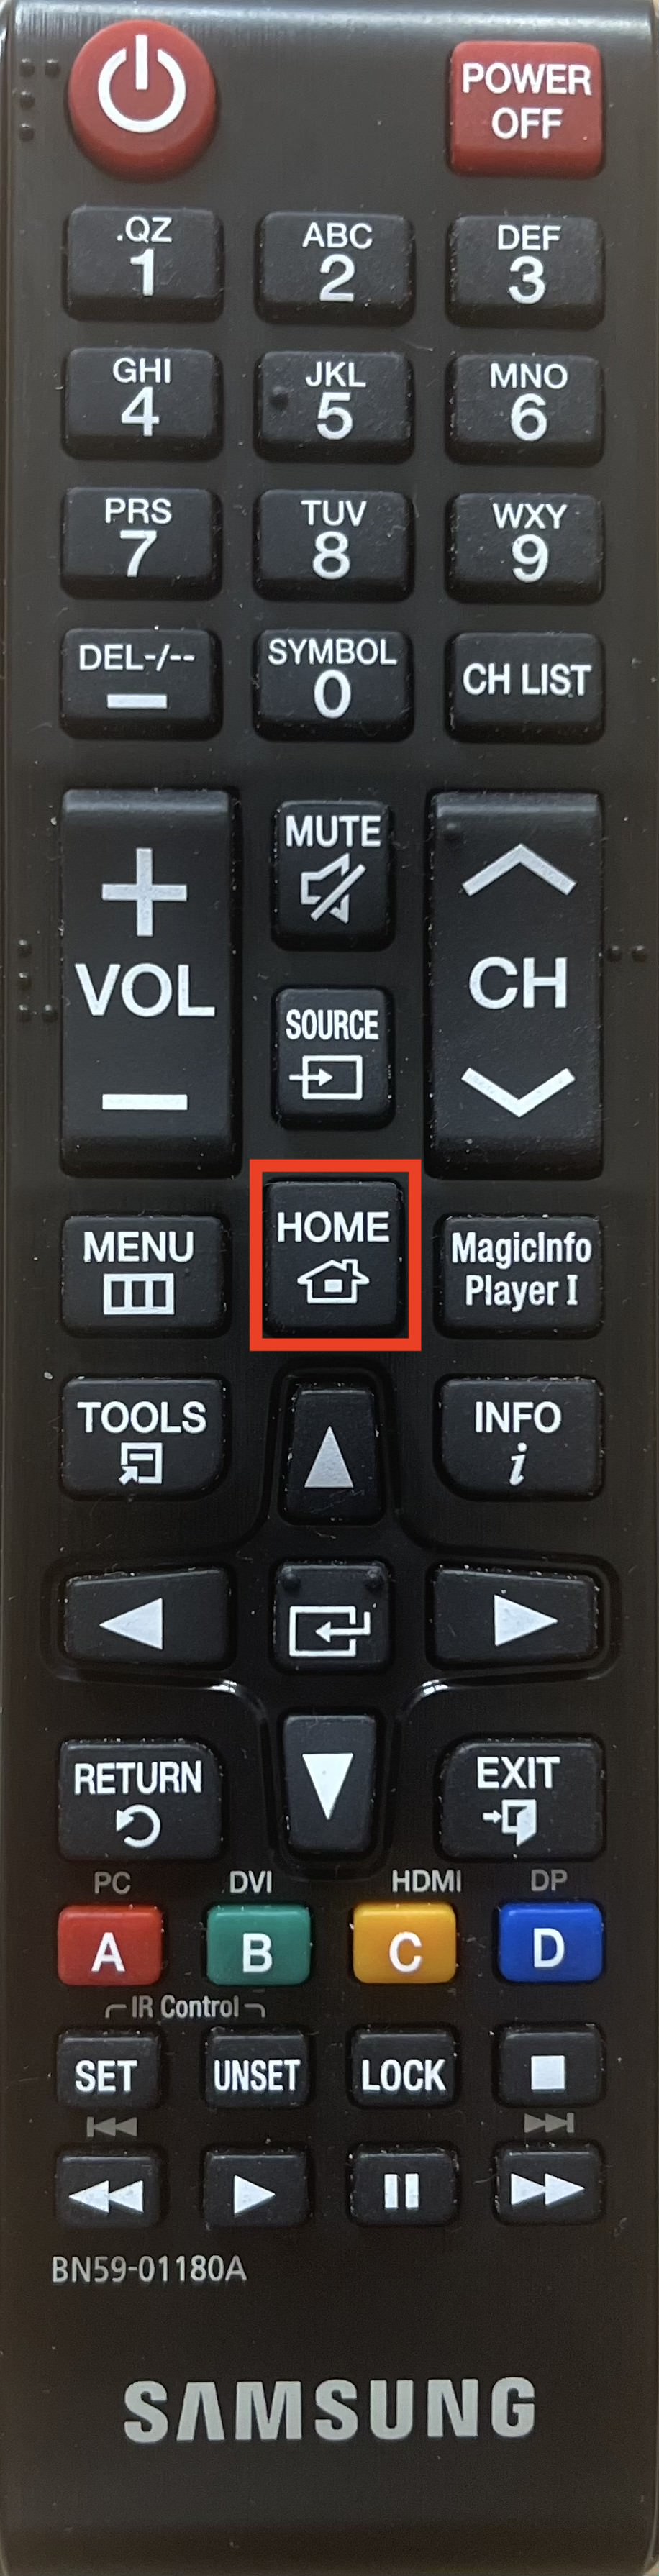 POWER
OFF
.QZ
1
ABC
2
DEF
3
GHI
4
JKL
5
MNO
6
PRS
7
TUV
8
WXY
9
DEL-/--
SYMBOL
0
CH LIST
+
VOL
−
MUTE
SOURCE
CH
MENU
HOME
MagicInfo
Player I
TOOLS
INFO
i
RETURN
EXIT
PC
DVI
HDMI
DP
A
B
C
D
IR Control
SET
UNSET
LOCK
BN59-01180A
SAMSUNG